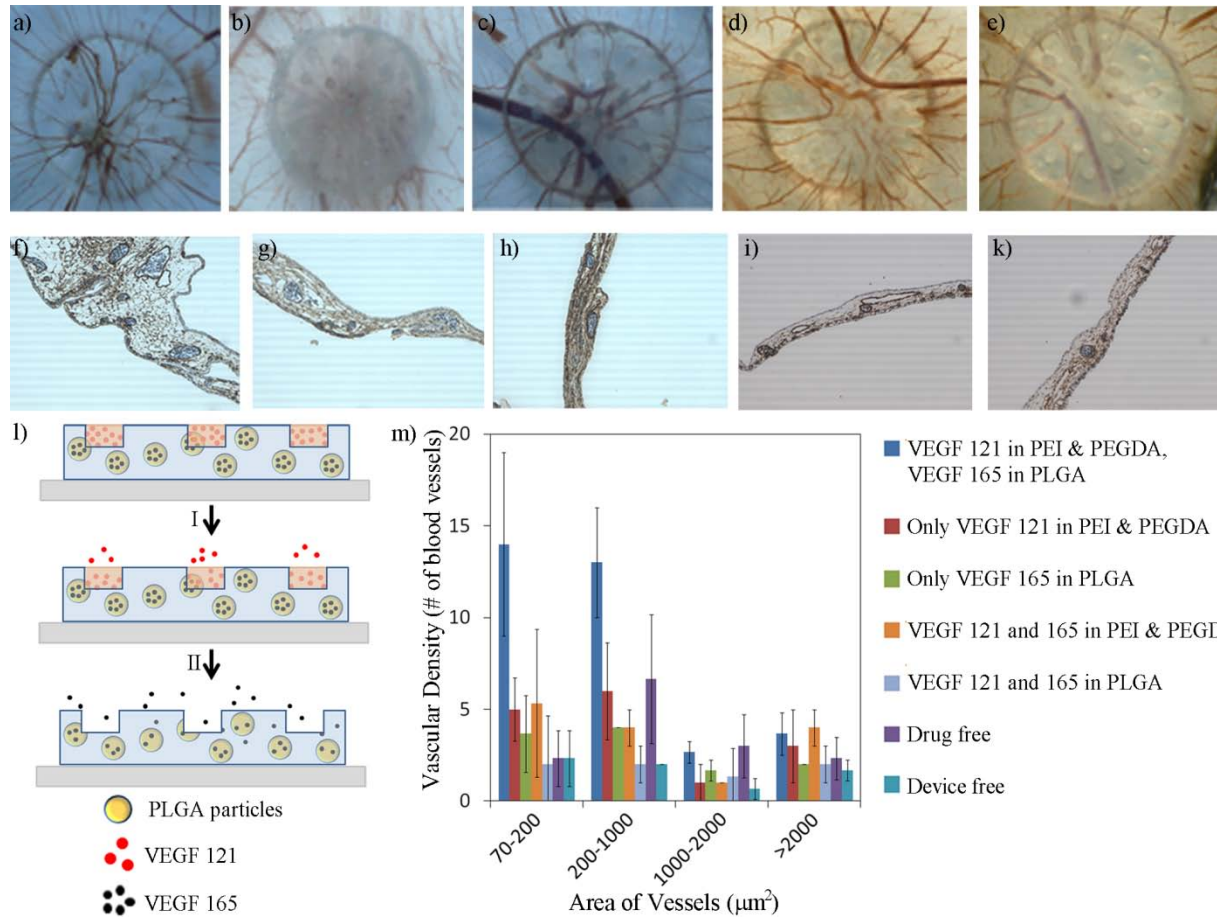 a)
b)
c)
d)
e)
f)
g)
h)
i)
k)
l)
I
II
PLGA particles
VEGF 121
VEGF 165
m)
Vascular Density (# of blood vessels)
20
15
10
5
0
70-200
200-1000
1000-2000
>2000
Area of Vessels (μm²)
VEGF 121 in PEI & PEGDA,
VEGF 165 in PLGA
Only VEGF 121 in PEI & PEGDA
Only VEGF 165 in PLGA
VEGF 121 and 165 in PEI & PEGD
VEGF 121 and 165 in PLGA
Drug free
Device free